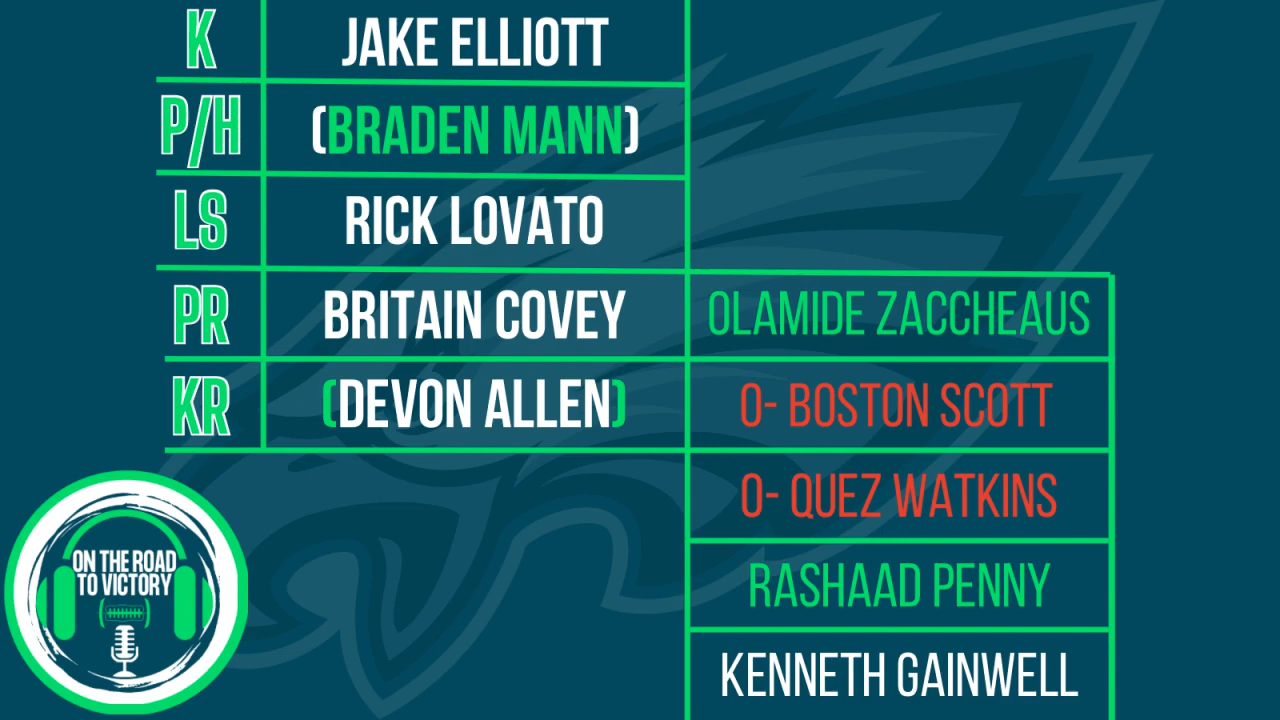 K JAKE ELLIOTT
P/H (BRADEN MANN)
LS RICK LOVATO
PR BRITAIN COVEY OLAMIDE ZACCHEAUS
KR (DEVON ALLEN) O- BOSTON SCOTT
O- QUEZ WATKINS
RASHAAD PENNY
KENNETH GAINWELL
ON THE ROAD
TO VICTORY